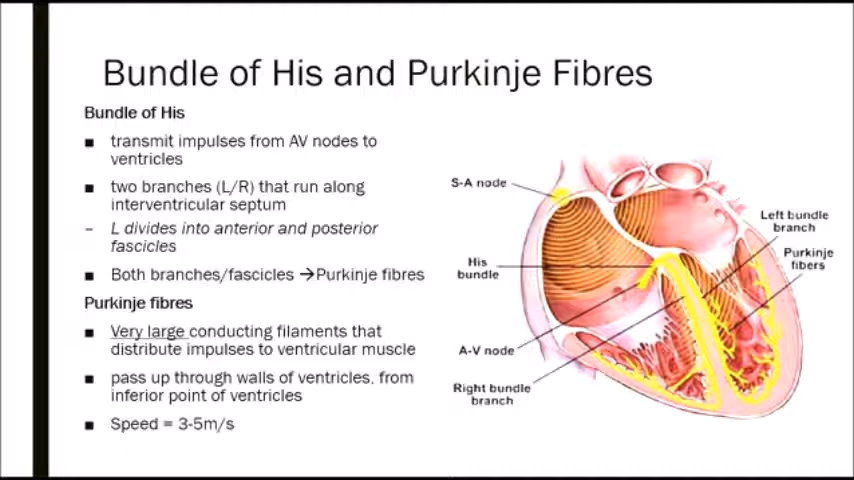 Bundle of His and Purkinje Fibres
Bundle of His
■ transmit impulses from AV nodes to
ventricles
■ two branches (L/R) that run along
interventricular septum
– L divides into anterior and posterior
fascicles
■ Both branches/fascicles →Purkinje fibres
Purkinje fibres
■ Very large conducting filaments that
distribute impulses to ventricular muscle
■ pass up through walls of ventricles, from
inferior point of ventricles
■ Speed = 3-5m/s
S-A node
His
bundle
A-V node
Right bundle
branch
Left bundle
branch
Purkinje
fibers